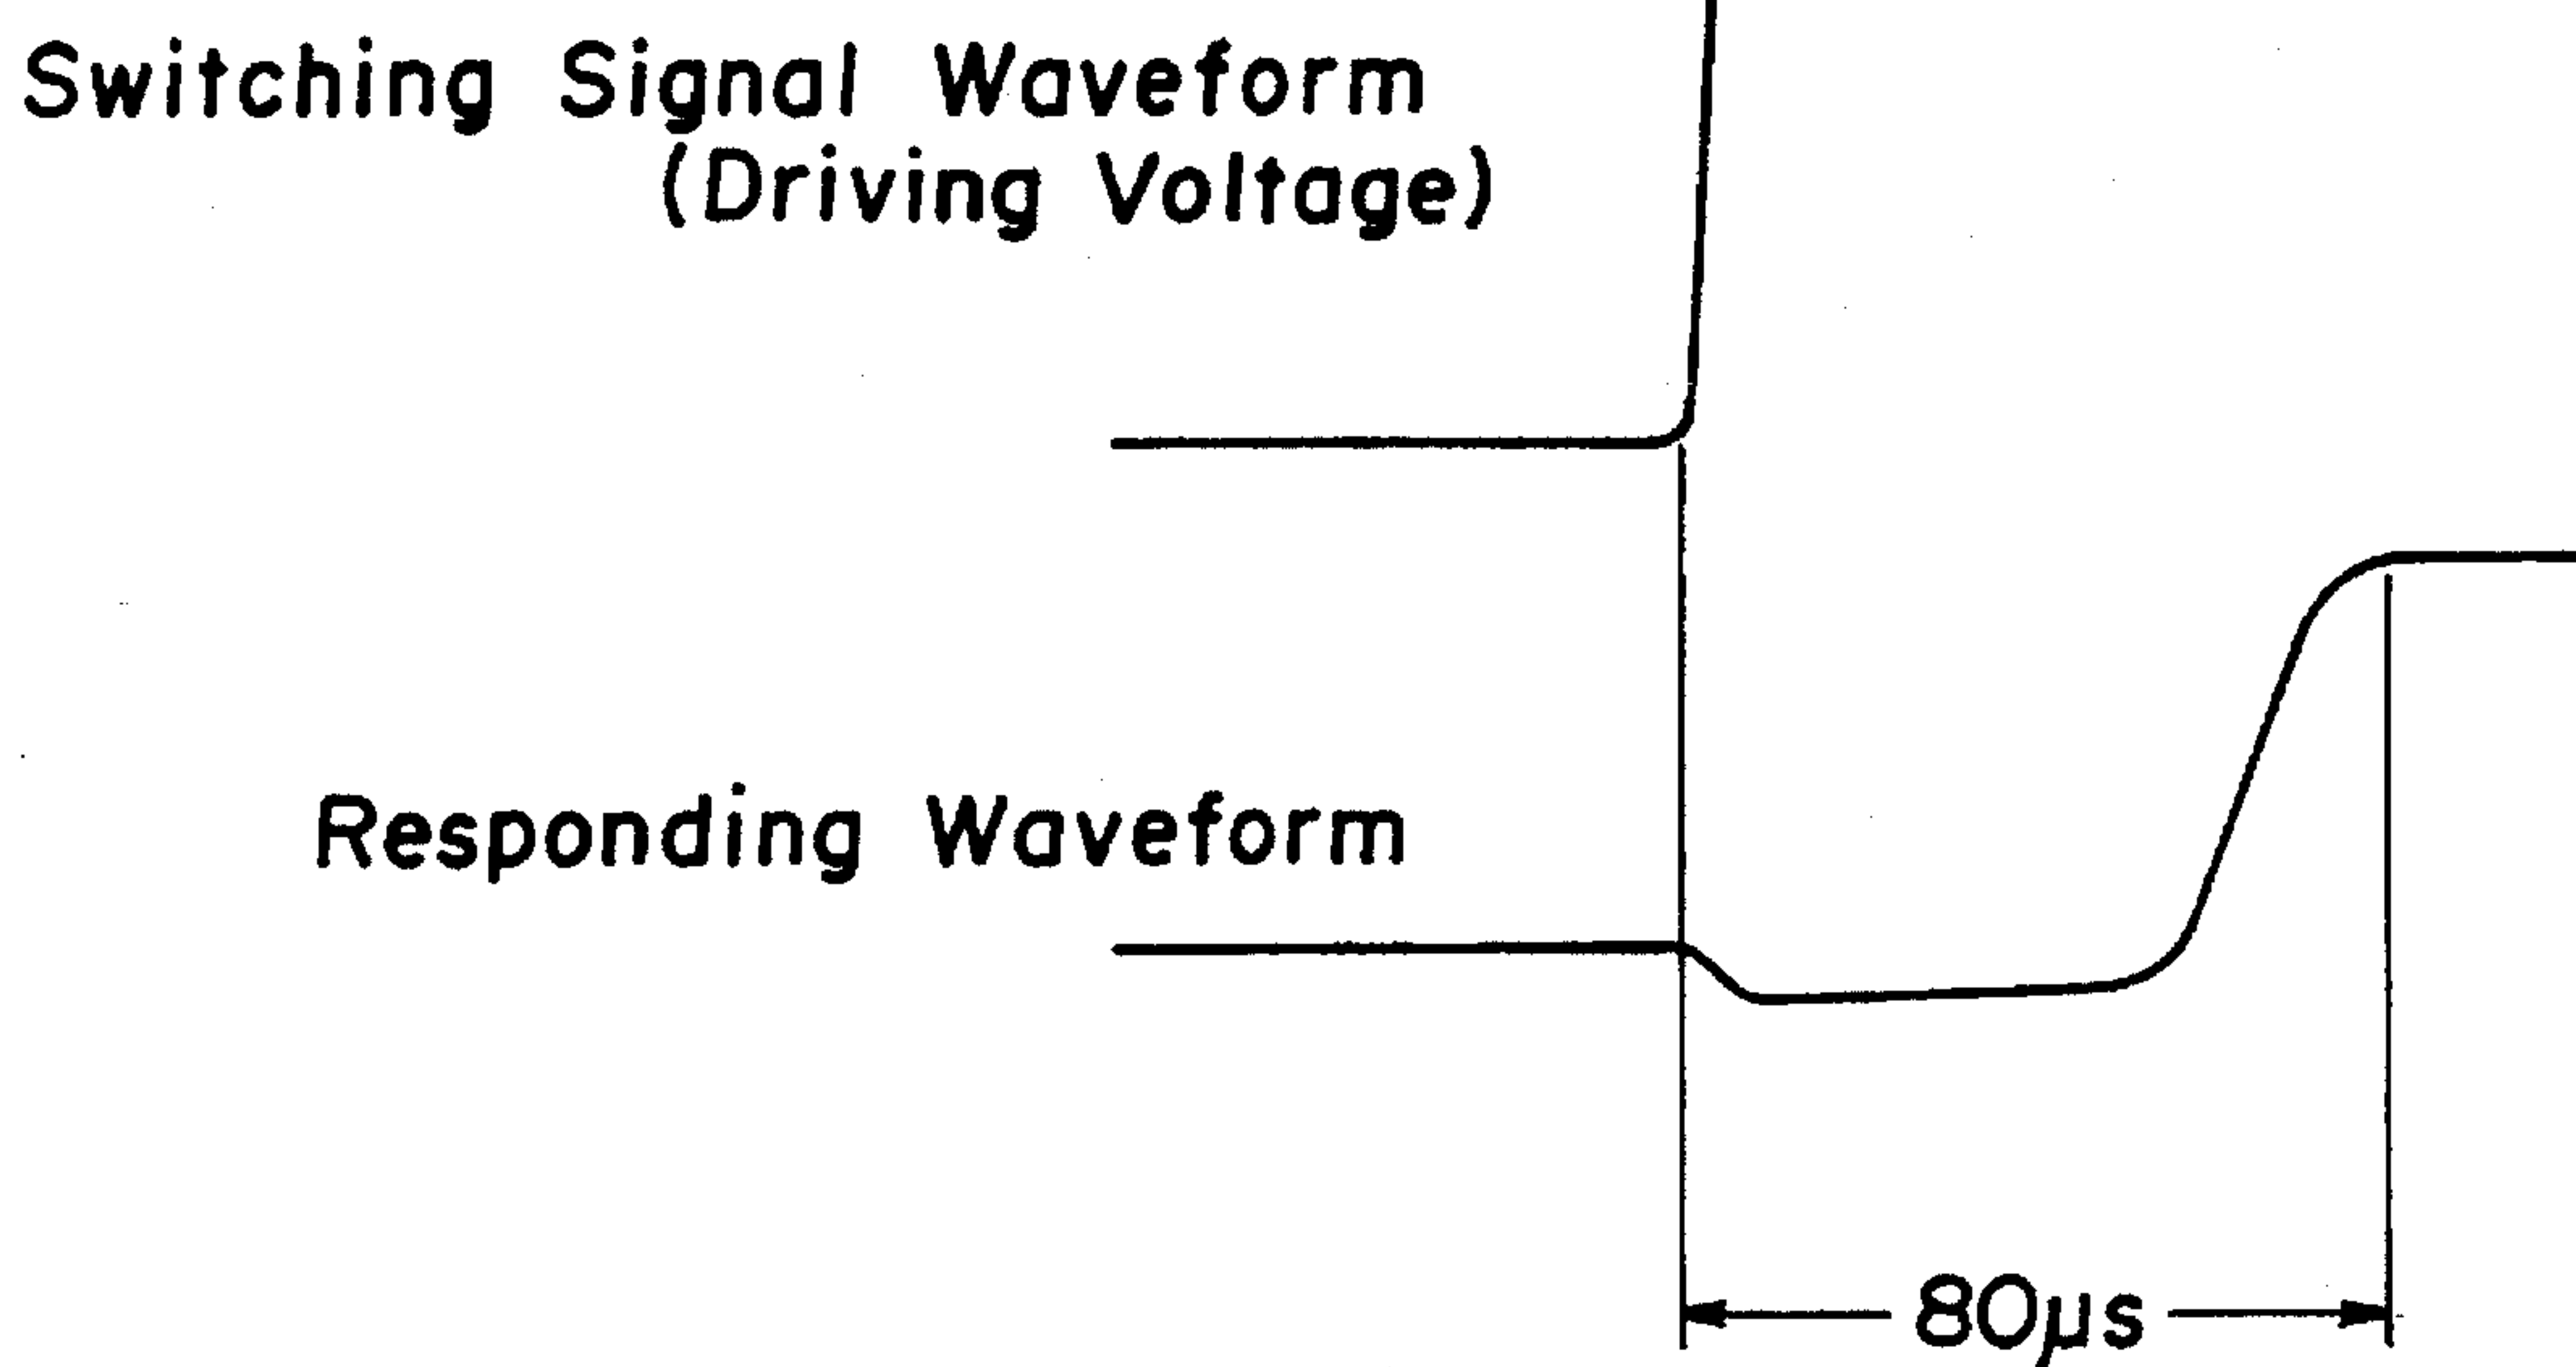 Switching Signal Waveform
(Driving Voltage)
Responding Waveform
80μs